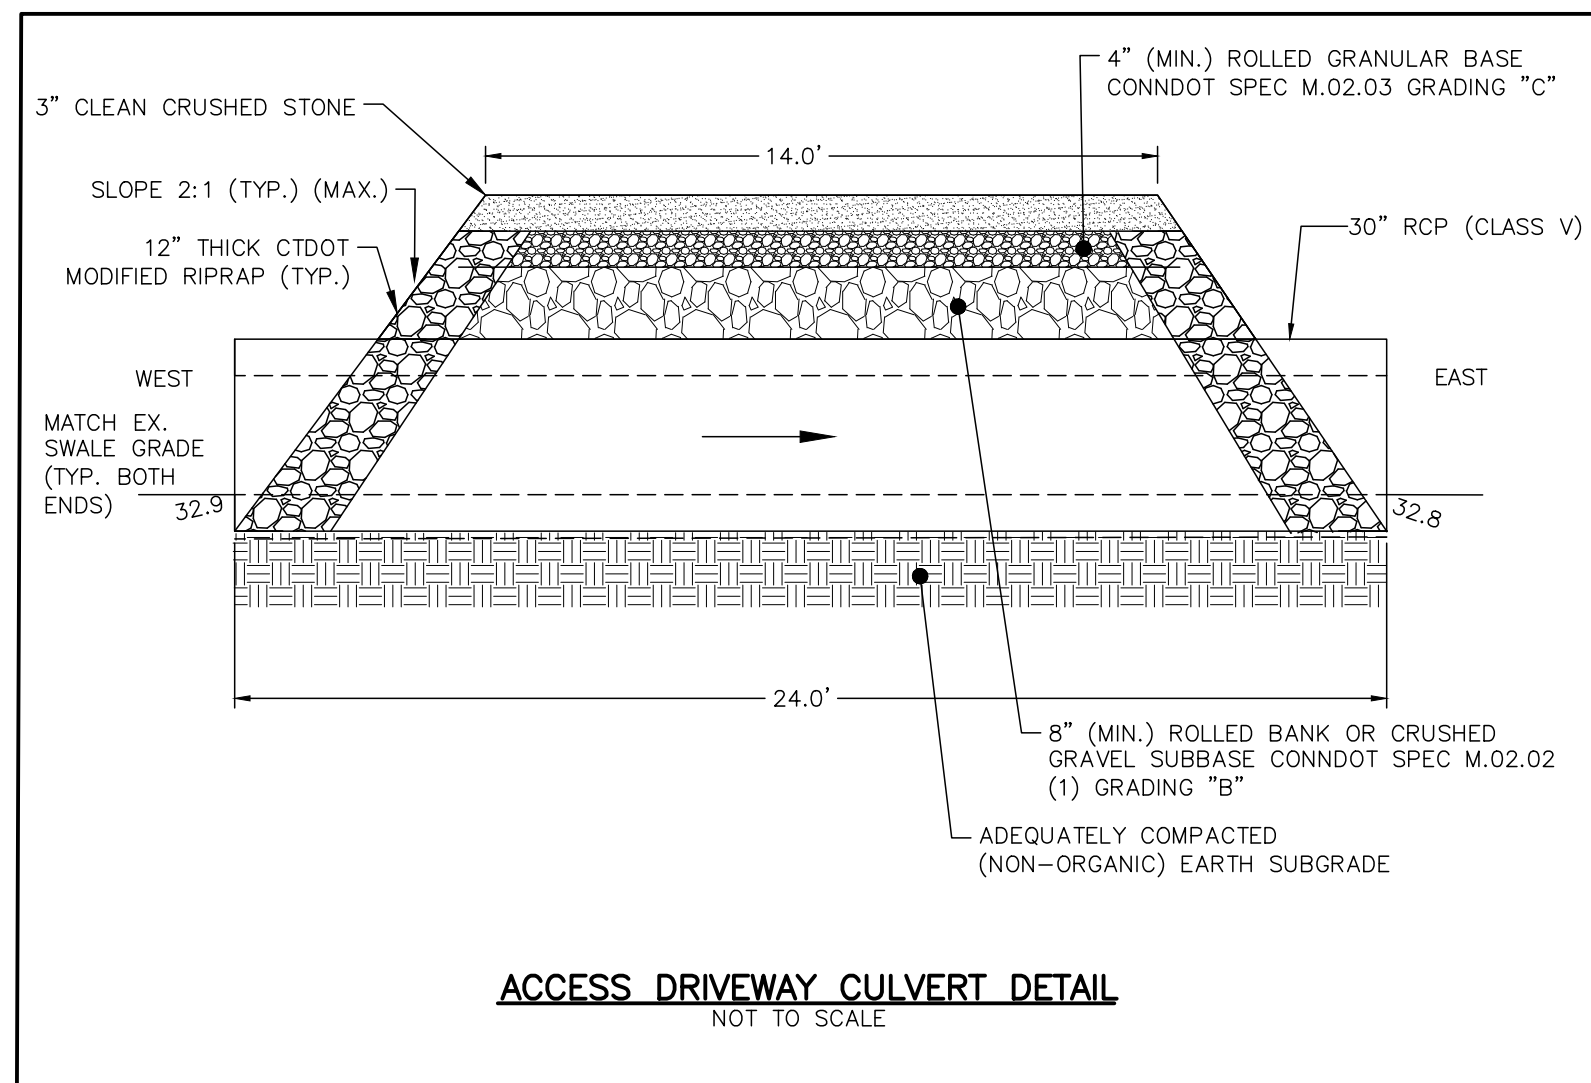 4" (MIN.) ROLLED GRANULAR BASE
CONNDOT SPEC M.02.03 GRADING "C"
3" CLEAN CRUSHED STONE
14.0'
SLOPE 2:1 (TYP.) (MAX.)
30" RCP (CLASS V)
12" THICK CTDOT
MODIFIED RIPRAP (TYP.)
WEST
EAST
MATCH EX.
SWALE GRADE
(TYP. BOTH
ENDS)
32.9
32.8
24.0'
8" (MIN.) ROLLED BANK OR CRUSHED
GRAVEL SUBBASE CONNDOT SPEC M.02.02
(1) GRADING "B"
ADEQUATELY COMPACTED
(NON-ORGANIC) EARTH SUBGRADE
ACCESS DRIVEWAY CULVERT DETAIL
NOT TO SCALE